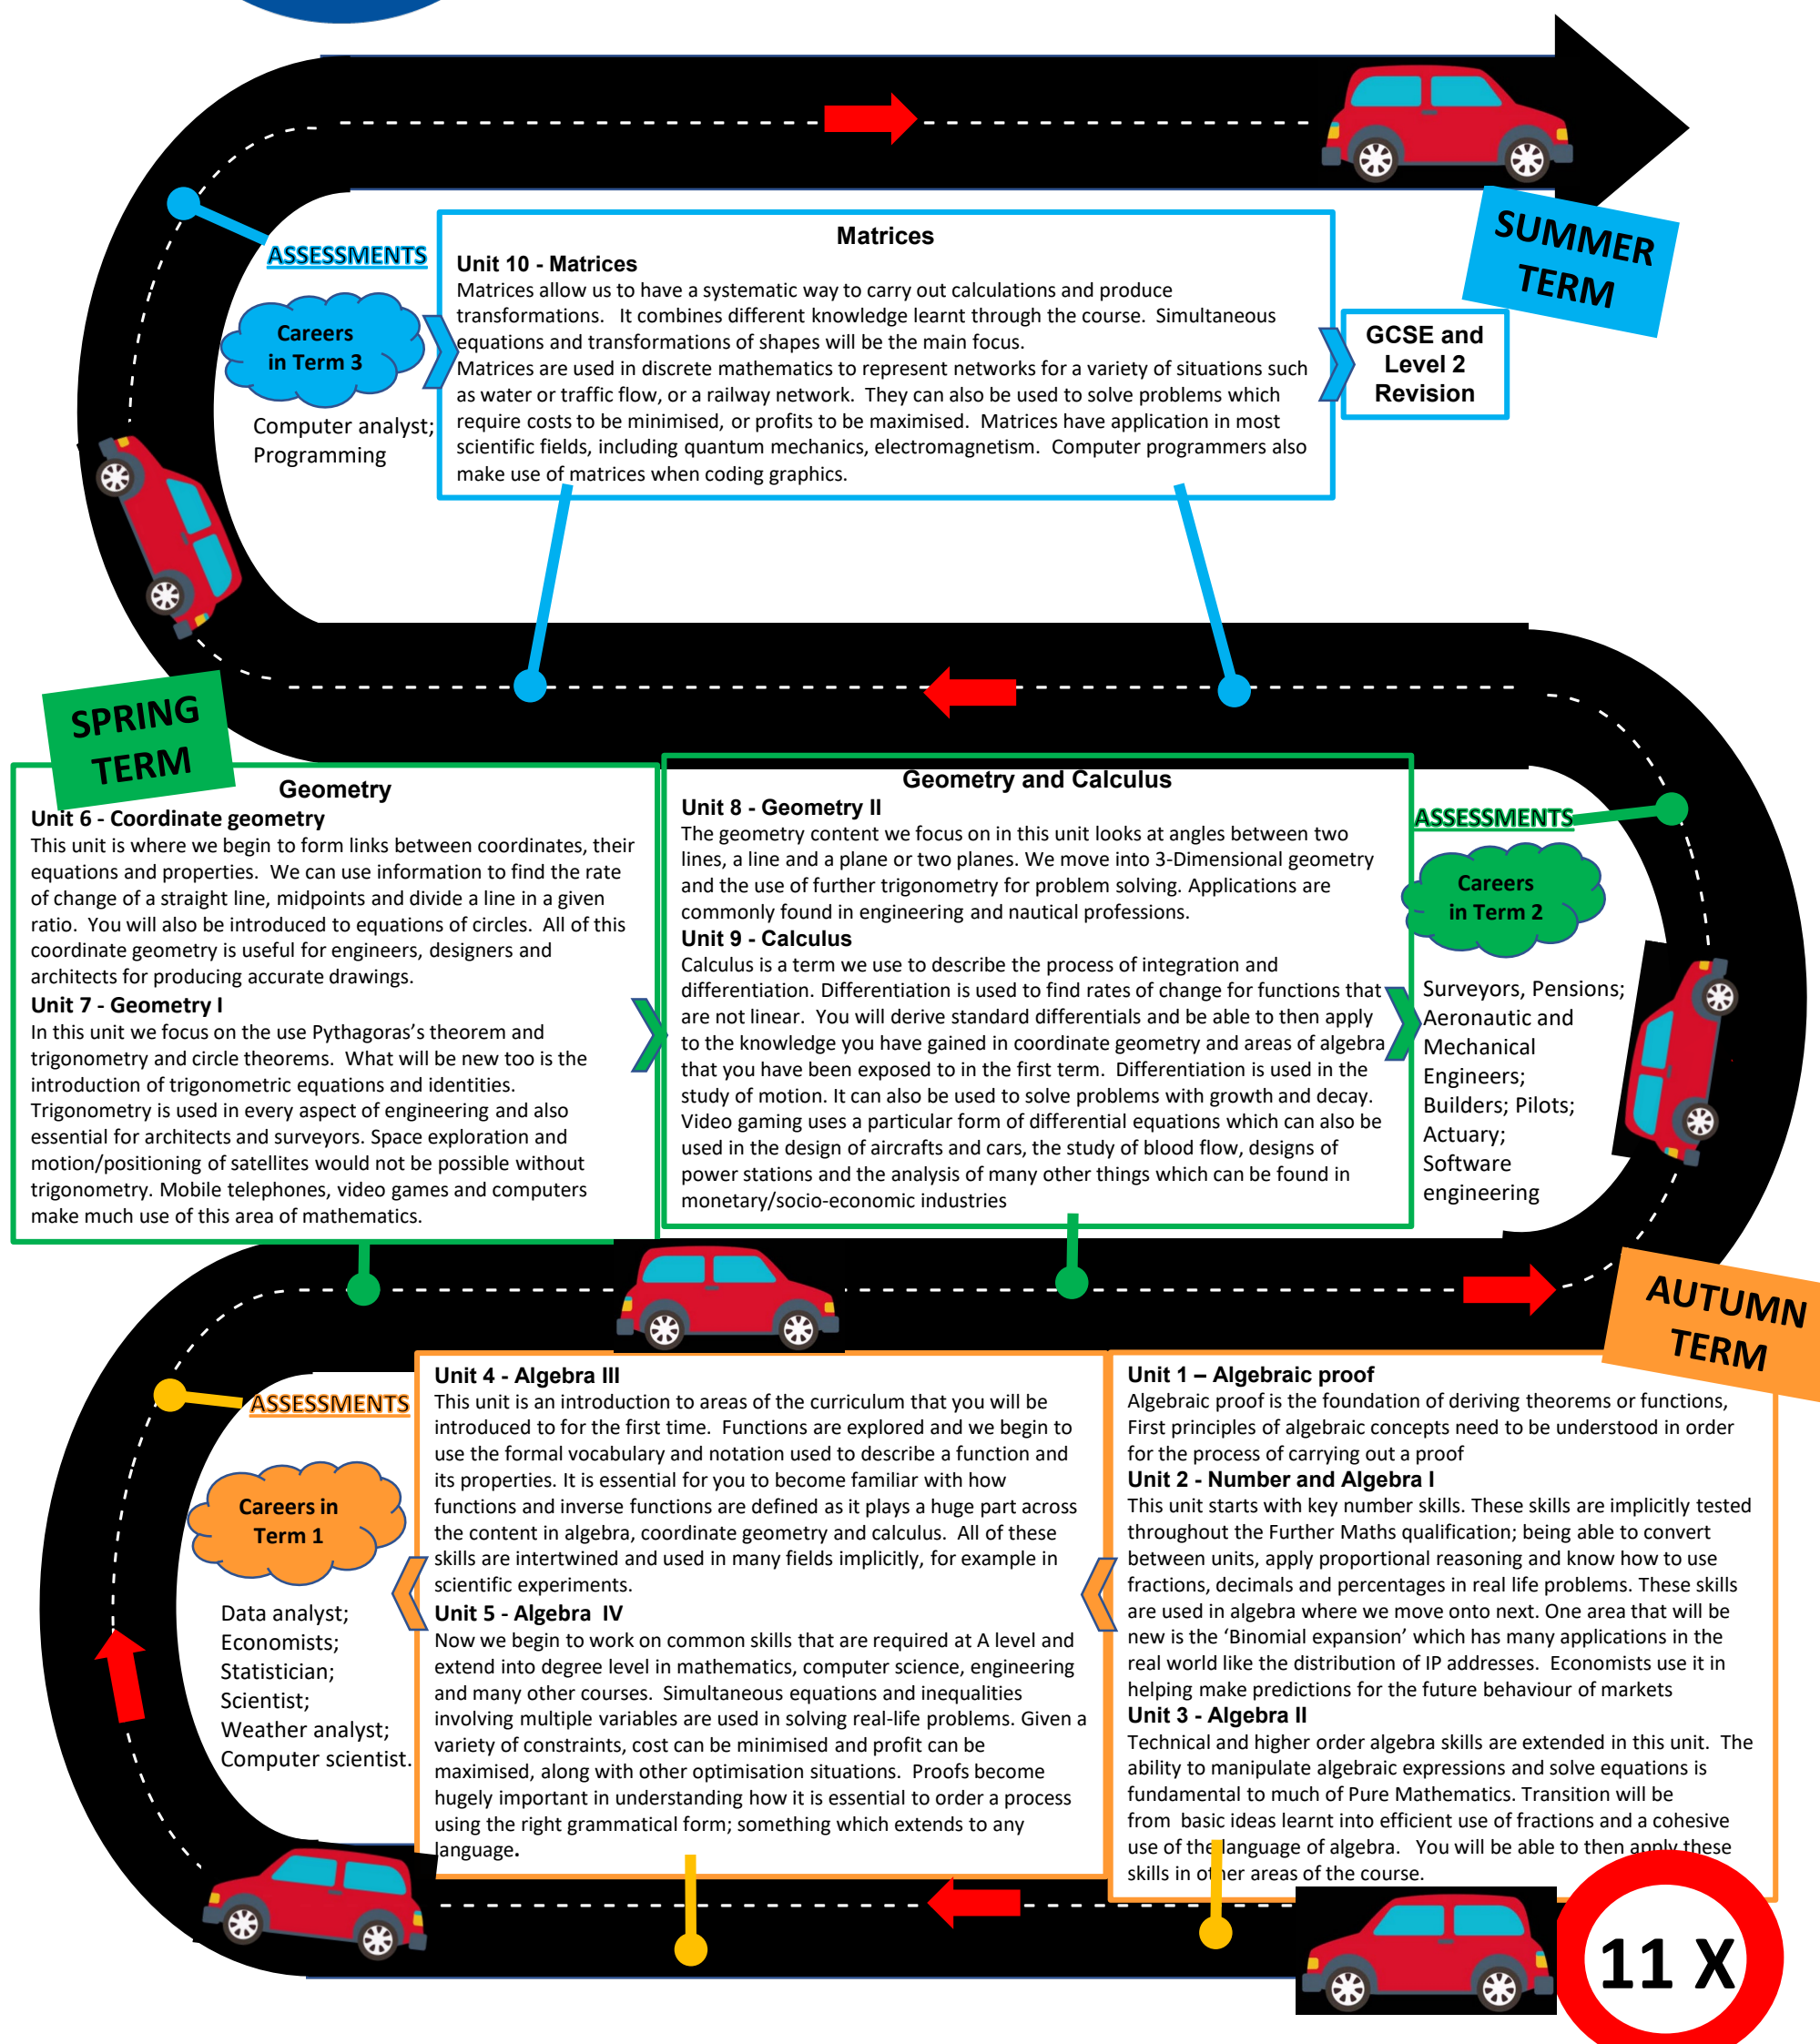 SUMMER
TERM
ASSESSMENTS
Careers
in Term 3
Computer analyst;
Programming
Matrices
Unit 10 - Matrices
Matrices allow us to have a systematic way to carry out calculations and produce
transformations.   It combines different knowledge learnt through the course.  Simultaneous
equations and transformations of shapes will be the main focus.
Matrices are used in discrete mathematics to represent networks for a variety of situations such
as water or traffic flow, or a railway network.  They can also be used to solve problems which
require costs to be minimised, or profits to be maximised.  Matrices have application in most
scientific fields, including quantum mechanics, electromagnetism.  Computer programmers also
make use of matrices when coding graphics.
GCSE and
Level 2
Revision
SPRING
TERM
Geometry
Unit 6 - Coordinate geometry
This unit is where we begin to form links between coordinates, their
equations and properties.  We can use information to find the rate
of change of a straight line, midpoints and divide a line in a given
ratio.  You will also be introduced to equations of circles.  All of this
coordinate geometry is useful for engineers, designers and
architects for producing accurate drawings.
Unit 7 - Geometry I
In this unit we focus on the use Pythagoras's theorem and
trigonometry and circle theorems.  What will be new too is the
introduction of trigonometric equations and identities.
Trigonometry is used in every aspect of engineering and also
essential for architects and surveyors. Space exploration and
motion/positioning of satellites would not be possible without
trigonometry. Mobile telephones, video games and computers
make much use of this area of mathematics.
Geometry and Calculus
Unit 8 - Geometry II
The geometry content we focus on in this unit looks at angles between two
lines, a line and a plane or two planes. We move into 3-Dimensional geometry
and the use of further trigonometry for problem solving. Applications are
commonly found in engineering and nautical professions.
Unit 9 - Calculus
Calculus is a term we use to describe the process of integration and
differentiation. Differentiation is used to find rates of change for functions that
are not linear.  You will derive standard differentials and be able to then apply
to the knowledge you have gained in coordinate geometry and areas of algebra
that you have been exposed to in the first term.  Differentiation is used in the
study of motion. It can also be used to solve problems with growth and decay.
Video gaming uses a particular form of differential equations which can also be
used in the design of aircrafts and cars, the study of blood flow, designs of
power stations and the analysis of many other things which can be found in
monetary/socio-economic industries
ASSESSMENTS
Careers
in Term 2
Surveyors, Pensions;
Aeronautic and
Mechanical
Engineers;
Builders; Pilots;
Actuary;
Software
engineering
AUTUMN
TERM
ASSESSMENTS
Careers in
Term 1
Data analyst;
Economists;
Statistician;
Scientist;
Weather analyst;
Computer scientist.
Unit 4 - Algebra III
This unit is an introduction to areas of the curriculum that you will be
introduced to for the first time.  Functions are explored and we begin to
use the formal vocabulary and notation used to describe a function and
its properties. It is essential for you to become familiar with how
functions and inverse functions are defined as it plays a huge part across
the content in algebra, coordinate geometry and calculus.  All of these
skills are intertwined and used in many fields implicitly, for example in
scientific experiments.
Unit 5 - Algebra  IV
Now we begin to work on common skills that are required at A level and
extend into degree level in mathematics, computer science, engineering
and many other courses.  Simultaneous equations and inequalities
involving multiple variables are used in solving real-life problems. Given a
variety of constraints, cost can be minimised and profit can be
maximised, along with other optimisation situations.  Proofs become
hugely important in understanding how it is essential to order a process
using the right grammatical form; something which extends to any
language.
Unit 1 – Algebraic proof
Algebraic proof is the foundation of deriving theorems or functions,
First principles of algebraic concepts need to be understood in order
for the process of carrying out a proof
Unit 2 - Number and Algebra I
This unit starts with key number skills. These skills are implicitly tested
throughout the Further Maths qualification; being able to convert
between units, apply proportional reasoning and know how to use
fractions, decimals and percentages in real life problems. These skills
are used in algebra where we move onto next. One area that will be
new is the ‘Binomial expansion’ which has many applications in the
real world like the distribution of IP addresses.  Economists use it in
helping make predictions for the future behaviour of markets
Unit 3 - Algebra II
Technical and higher order algebra skills are extended in this unit.  The
ability to manipulate algebraic expressions and solve equations is
fundamental to much of Pure Mathematics. Transition will be
from  basic ideas learnt into efficient use of fractions and a cohesive
use of the language of algebra.   You will be able to then apply these
skills in other areas of the course.
11 X